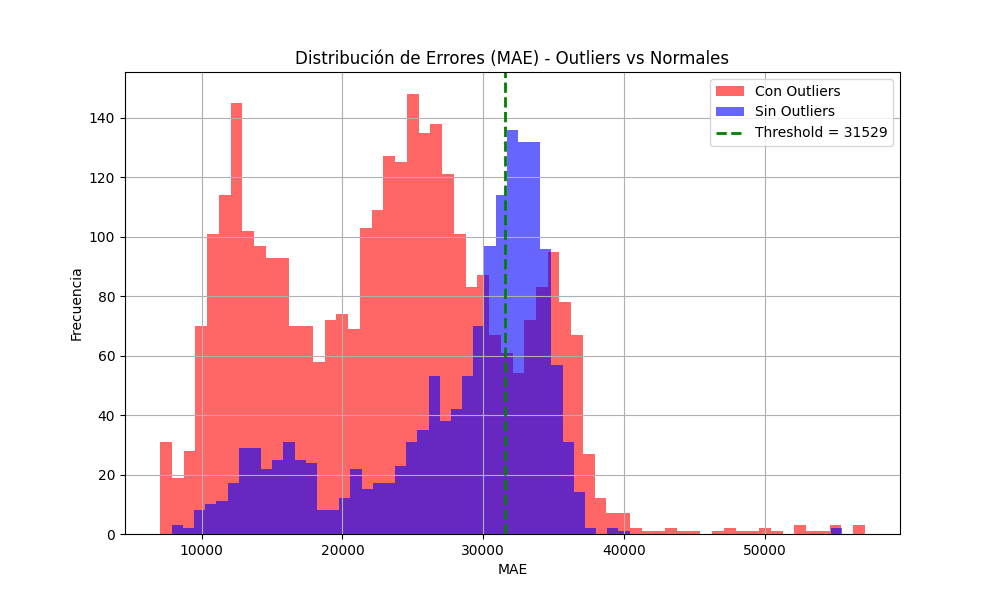 Distribución de Errores (MAE) - Outliers vs Normales
Con Outliers
Sin Outliers
Threshold = 31529
Frecuencia
140
120
100
80
60
40
20
0
10000 20000 30000 40000 50000
MAE